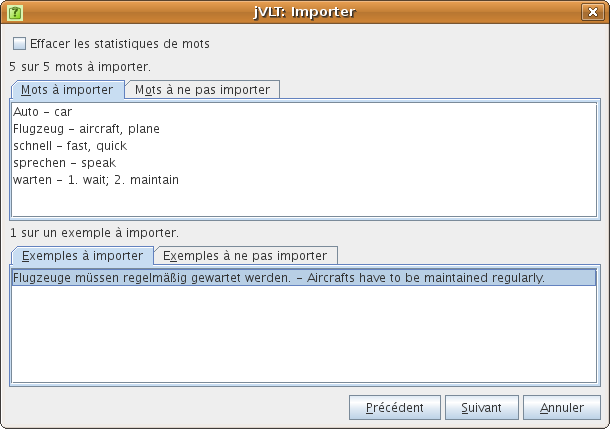 jVLT: Importer
Effacer les statistiques de mots
5 sur 5 mots à importer.
Mots à importer
Mots à ne pas importer
Auto – car
Flugzeug – aircraft, plane
schnell – fast, quick
sprechen – speak
warten – 1. wait; 2. maintain
1 sur un exemple à importer.
Exemples à importer
Exemples à ne pas importer
Flugzeuge müssen regelmäßig gewartet werden. – Aircrafts have to be maintained regularly.
Précédent
Suivant
Annuler